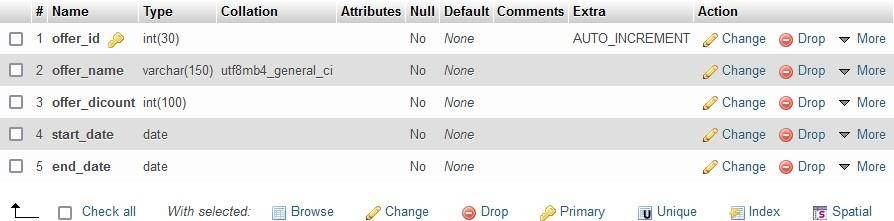 # Name Type Collation Attributes Null Default Comments Extra Action
1 offer_id int(30) No None AUTO_INCREMENT Change Drop More
2 offer_name varchar(150) utf8mb4_general_ci No None Change Drop More
3 offer_dicount int(100) No None Change Drop More
4 start_date date No None Change Drop More
5 end_date date No None Change Drop More
Check all With selected: Browse Change Drop Primary Unique Index Spatial